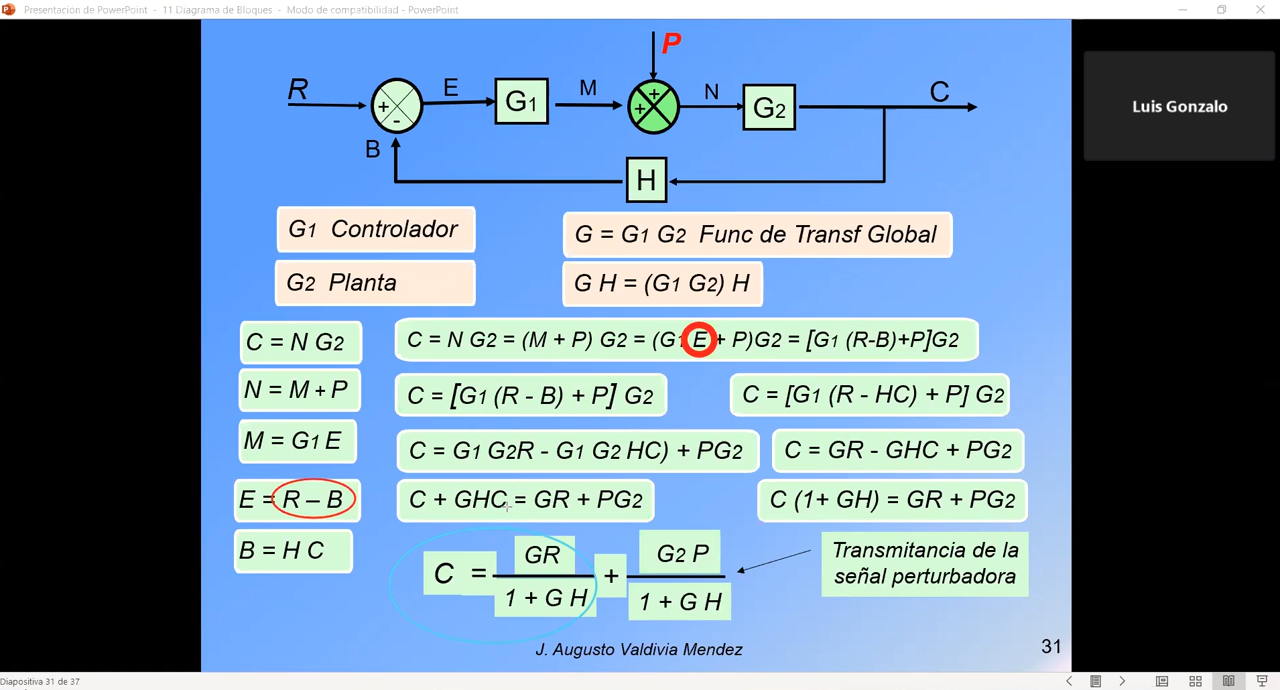 Presentación de PowerPoint - 11 Diagrama de Bloques - Modo de compatibilidad - PowerPoint
P
R
+
-
E
G1
M
+
+
N
G2
C
B
H
Luis Gonzalo
G1 Controlador
G = G1 G2 Func de Transf Global
G2 Planta
G H = (G1 G2) H
C = N G2
C = N G2 = (M + P) G2 = (G1 E + P)G2 = [G1 (R-B)+P]G2
N = M + P
C = [G1 (R - B) + P] G2
C = [G1 (R - HC) + P] G2
M = G1 E
C = G1 G2R - G1 G2 HC) + PG2
C = GR - GHC + PG2
E = R – B
C + GHC = GR + PG2
C (1+ GH) = GR + PG2
B = H C
C = GR / 1 + G H + G2 P / 1 + G H
Transmitancia de la
señal perturbadora
J. Augusto Valdivia Mendez
31
Diapositiva 31 de 37